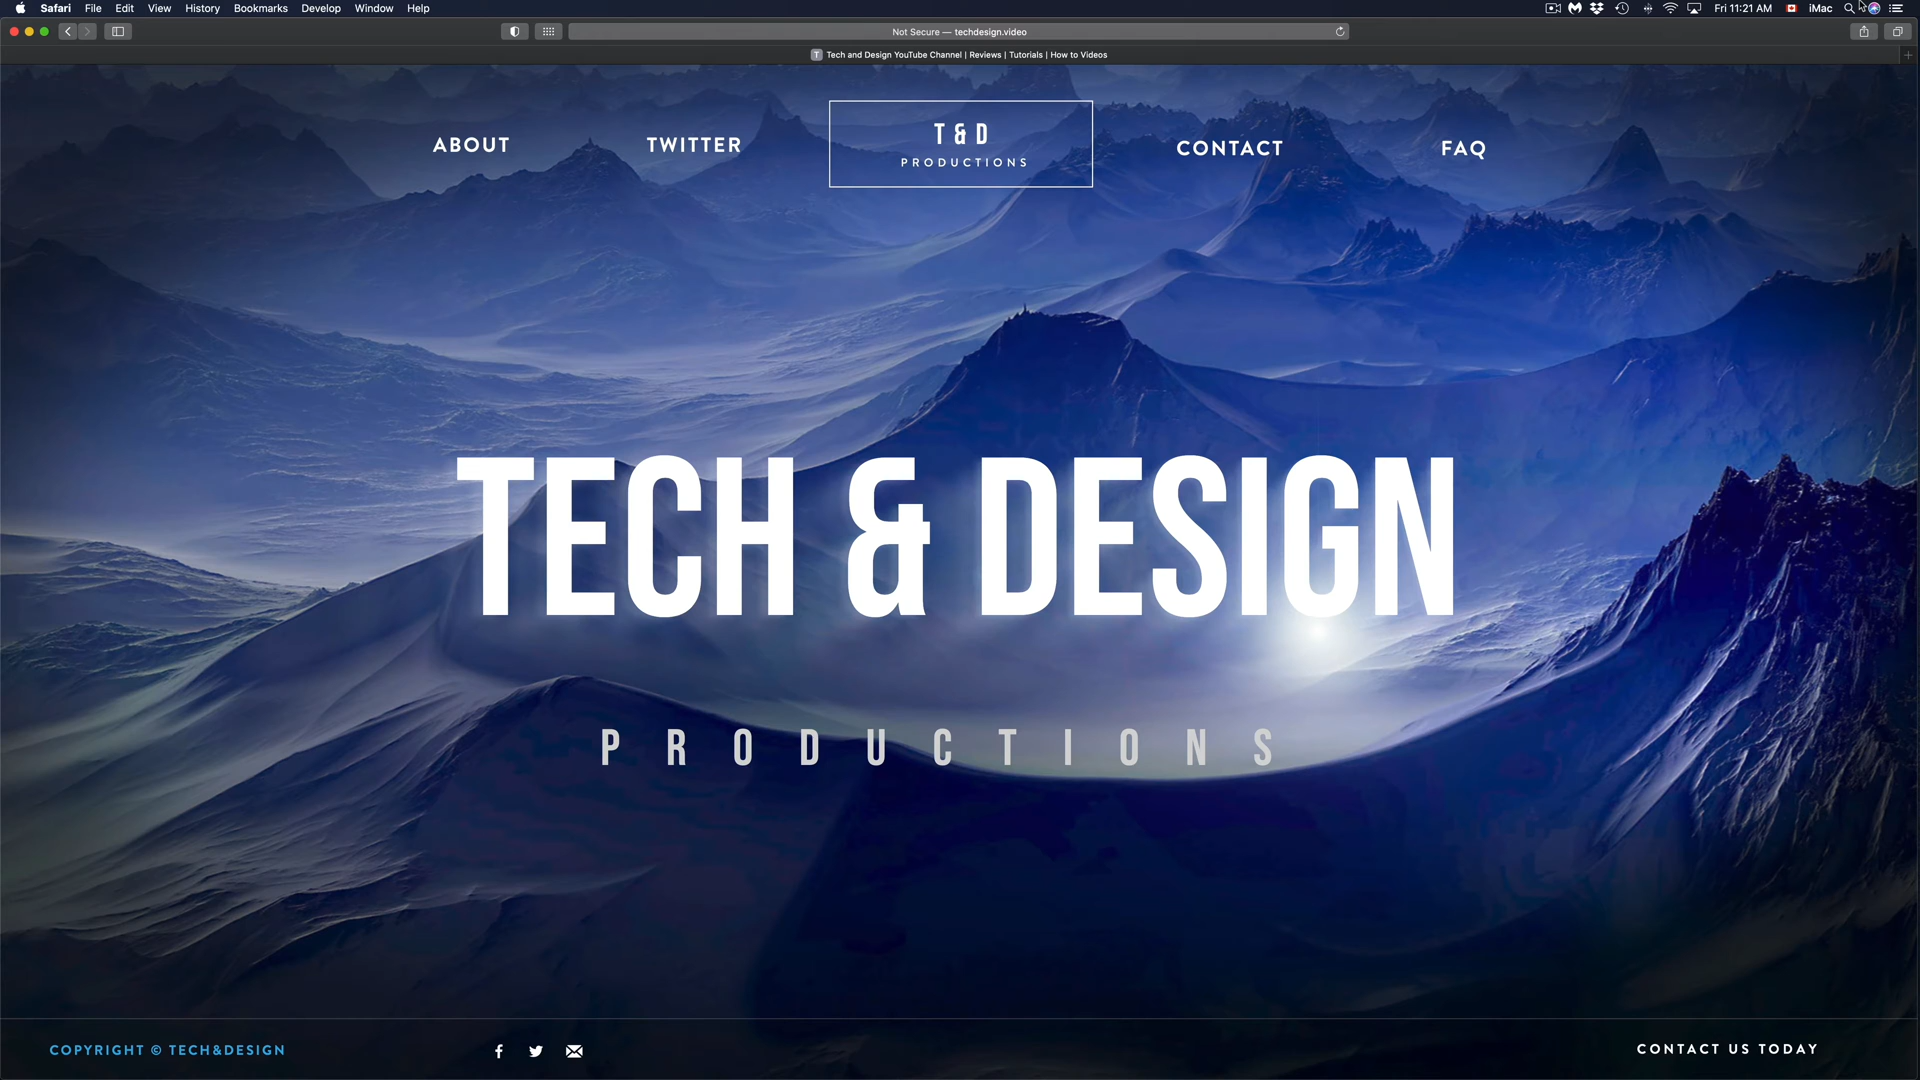 Safari File Edit View History Bookmarks Develop Window Help Fri 11:21 AM iMac
Not Secure — techdesign.video
T Tech and Design YouTube Channel | Reviews | Tutorials | How to Videos
ABOUT TWITTER T & D CONTACT FAQ
PRODUCTIONS
TECH & DESIGN
PRODUCTIONS
COPYRIGHT © TECH&DESIGN CONTACT US TODAY